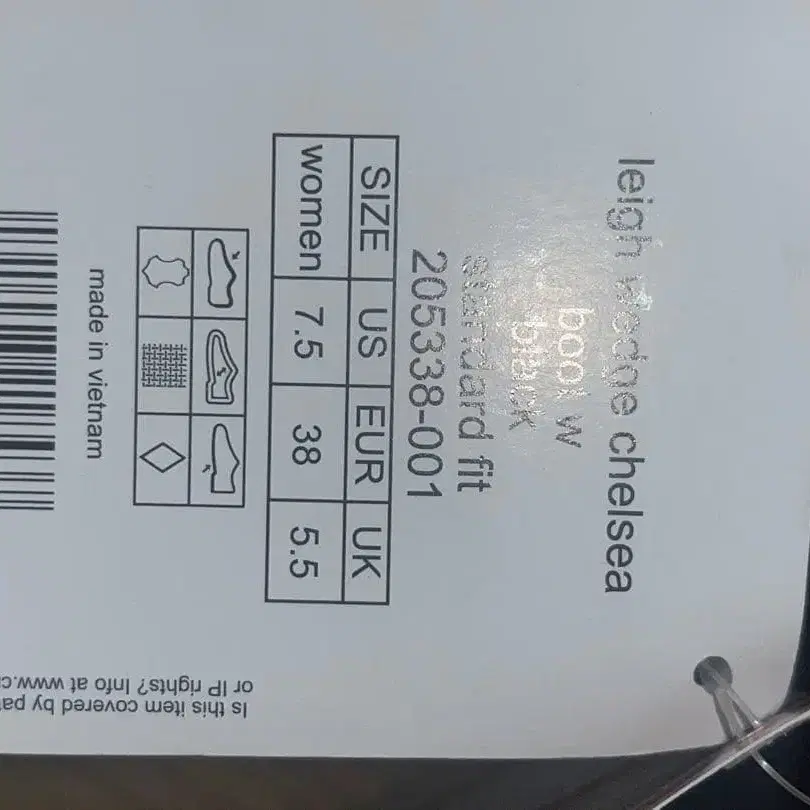 leigh wedge chelsea
boot w
black
standard fit
205338-001
SIZE US EUR UK
women 7.5 38 5.5
made in vietnam
Is this item covered by
or IP rights? Info at www.